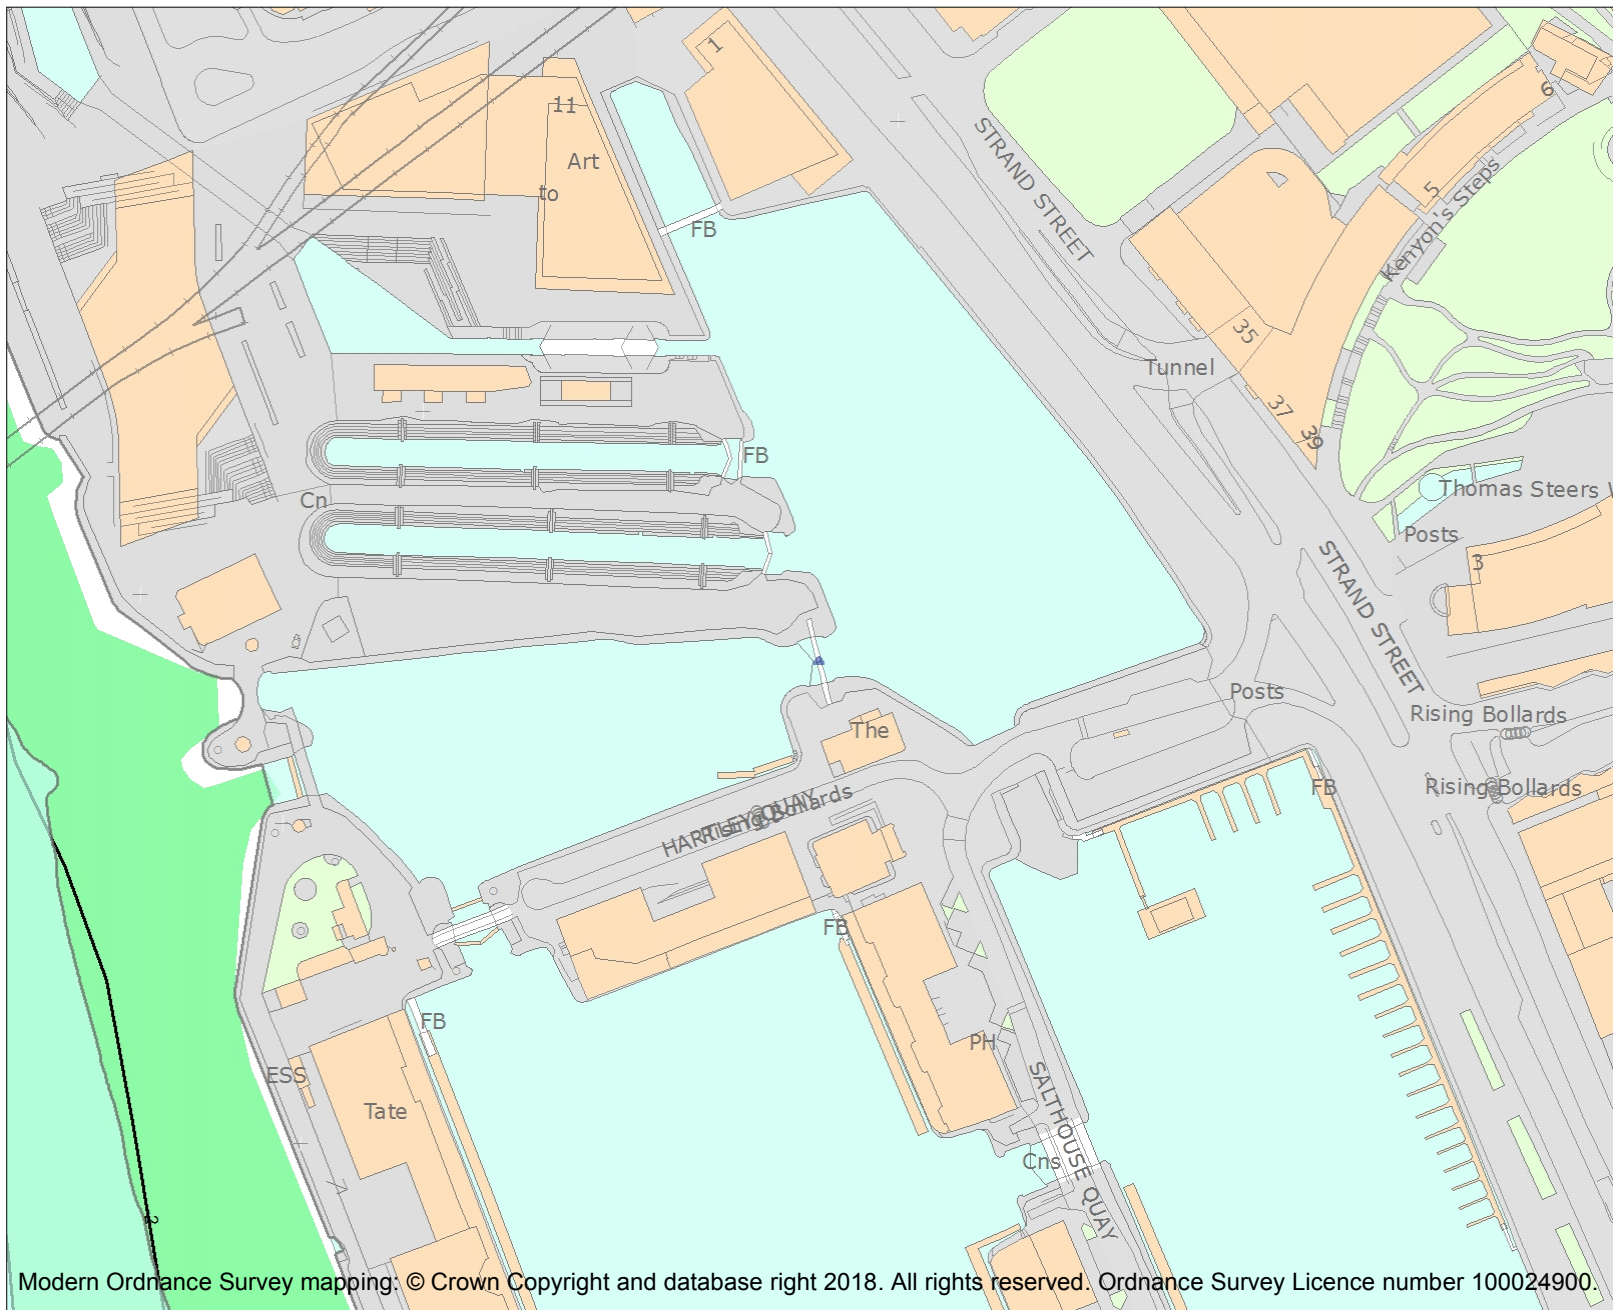 1
6
11
Art
to
STRAND STREET
5
Kenyon's Steps
FB
35
Tunnel
37
39
FB
Cn
Thomas Steers W
Posts
3
STRAND STREET
Posts
Rising Bollards
The
FB
Rising Bollards
HARTLEY QUAY
Rising Bollards
FB
FB
PH
ESS
Tate
SALTHOUSE QUAY
Cns
2
Modern Ordnance Survey mapping: © Crown Copyright and database right 2018. All rights reserved. Ordnance Survey Licence number 100024900.